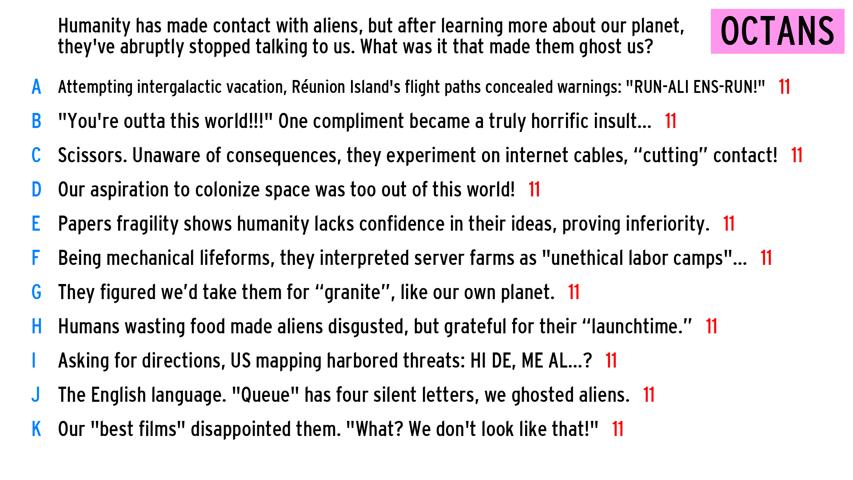 Humanity has made contact with aliens, but after learning more about our planet,
they've abruptly stopped talking to us. What was it that made them ghost us?
OCTANS
A Attempting intergalactic vacation, Réunion Island's flight paths concealed warnings: "RUN-ALI ENS-RUN!" 11
B "You're outta this world!!!" One compliment became a truly horrific insult... 11
C Scissors. Unaware of consequences, they experiment on internet cables, “cutting” contact! 11
D Our aspiration to colonize space was too out of this world! 11
E Papers fragility shows humanity lacks confidence in their ideas, proving inferiority. 11
F Being mechanical lifeforms, they interpreted server farms as "unethical labor camps"... 11
G They figured we’d take them for “granite”, like our own planet. 11
H Humans wasting food made aliens disgusted, but grateful for their “launchtime.” 11
I Asking for directions, US mapping harbored threats: HI DE, ME AL...? 11
J The English language. "Queue" has four silent letters, we ghosted aliens. 11
K Our "best films" disappointed them. "What? We don't look like that!" 11